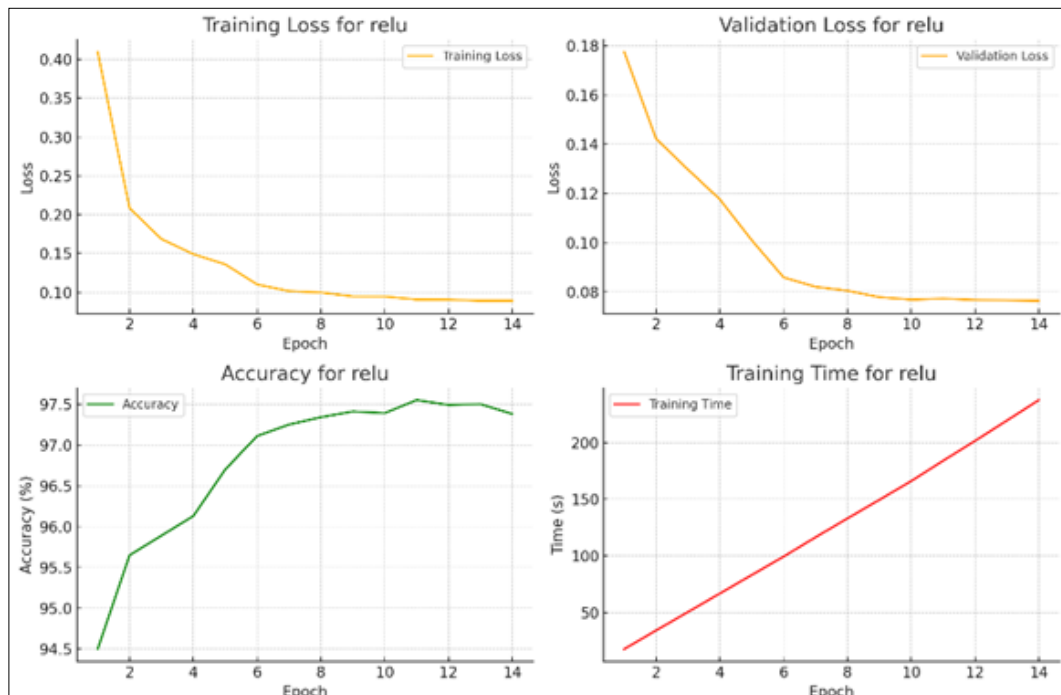 Training Loss for relu
Training Loss
0.40
0.35
0.30
0.25
0.20
0.15
0.10
Loss
2 4 6 8 10 12 14
Epoch
Validation Loss for relu
Validation Loss
0.18
0.16
0.14
0.12
0.10
0.08
Loss
2 4 6 8 10 12 14
Epoch
Accuracy for relu
Accuracy
97.5
97.0
96.5
96.0
95.5
95.0
94.5
Accuracy (%)
2 4 6 8 10 12 14
Epoch
Training Time for relu
Training Time
200
150
100
50
Time (s)
2 4 6 8 10 12 14
Epoch